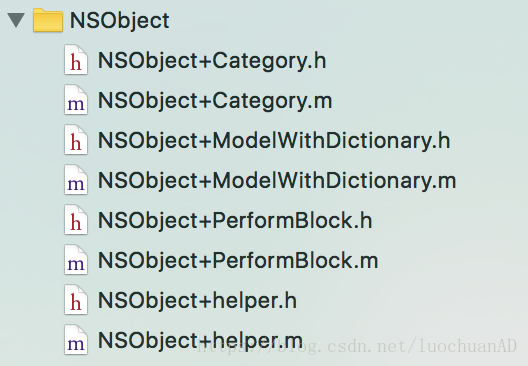 NSObject
h NSObject+Category.h
m NSObject+Category.m
h NSObject+ModelWithDictionary.h
m NSObject+ModelWithDictionary.m
h NSObject+PerformBlock.h
m NSObject+PerformBlock.m
h NSObject+helper.h
m NSObject+helper.m
https://blog.csdn.net/luochuanAD